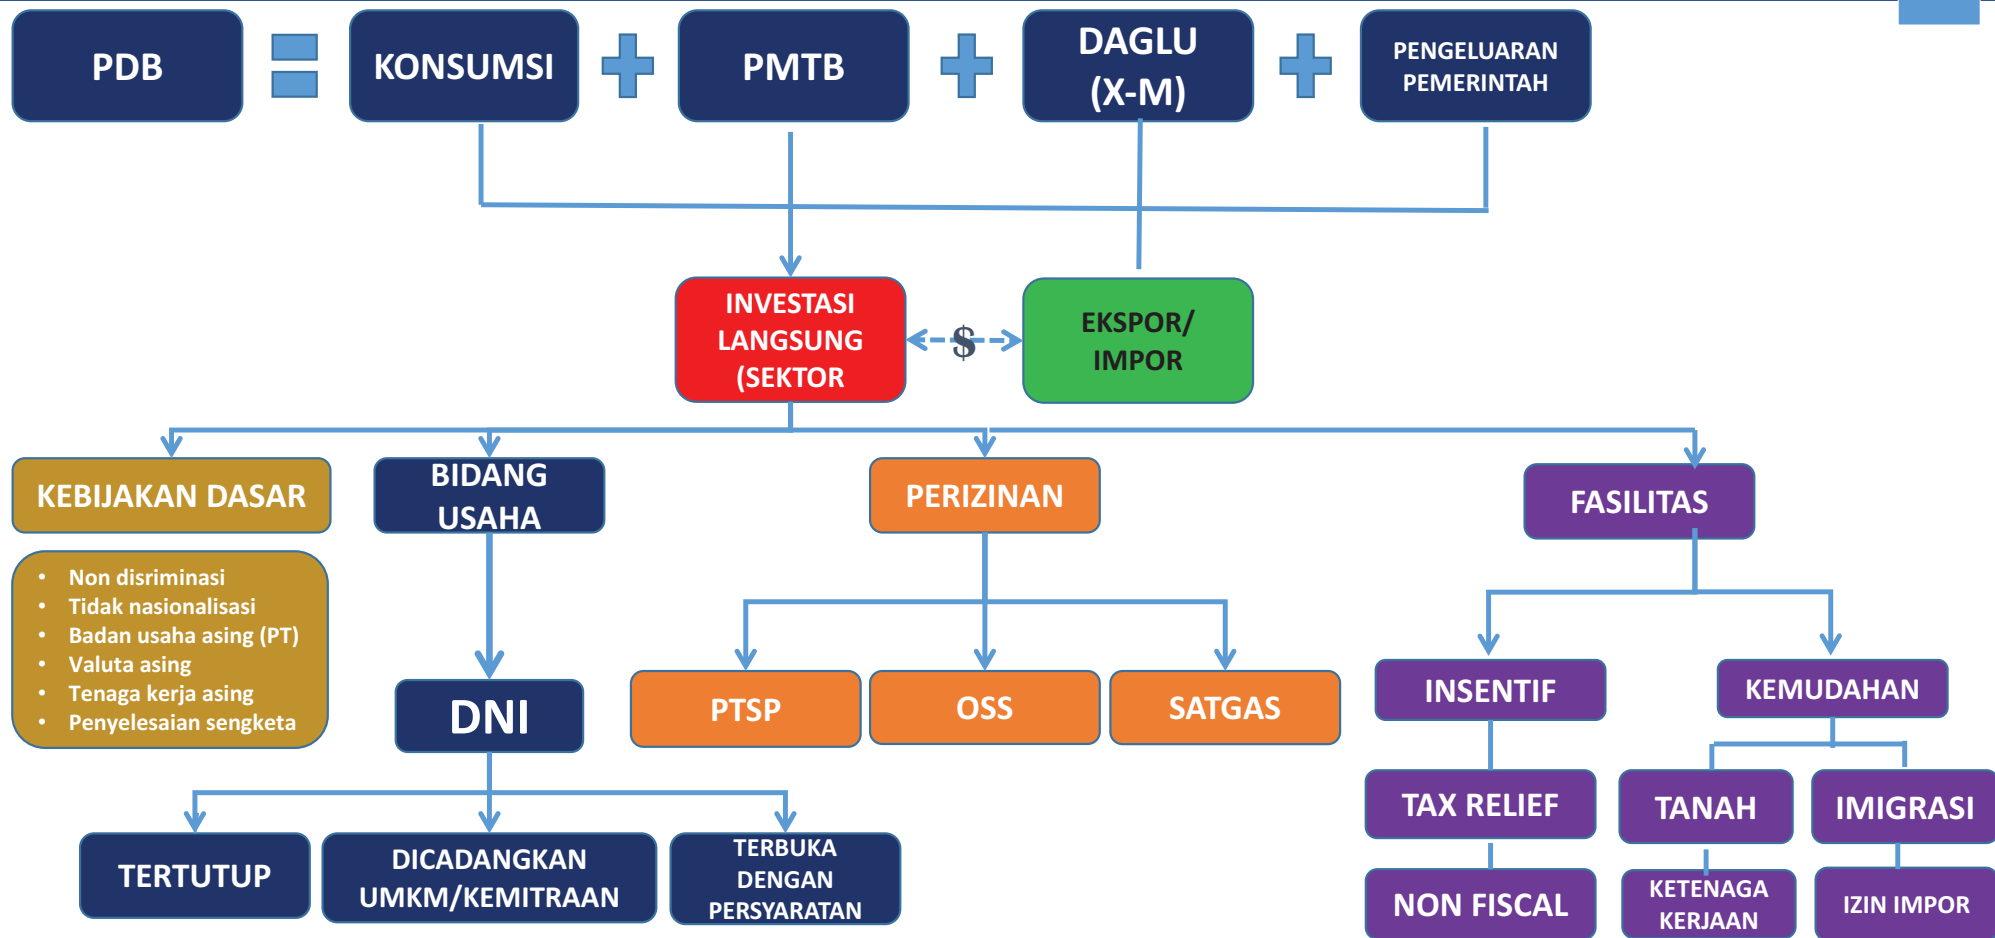 PDB
KONSUMSI
PMTB
DAGLU
(X-M)
PENGELUARAN
PEMERINTAH
INVESTASI
LANGSUNG
(SEKTOR
$
EKSPOR/
IMPOR
KEBIJAKAN DASAR
BIDANG
USAHA
PERIZINAN
FASILITAS
• Non disriminasi
• Tidak nasionalisasi
• Badan usaha asing (PT)
• Valuta asing
• Tenaga kerja asing
• Penyelesaian sengketa
DNI
PTSP
OSS
SATGAS
INSENTIF
KEMUDAHAN
TERTUTUP
DICADANGKAN
UMKM/KEMITRAAN
TERBUKA
DENGAN
PERSYARATAN
TAX RELIEF
TANAH
IMIGRASI
NON FISCAL
KETENAGA
KERJAAN
IZIN IMPOR